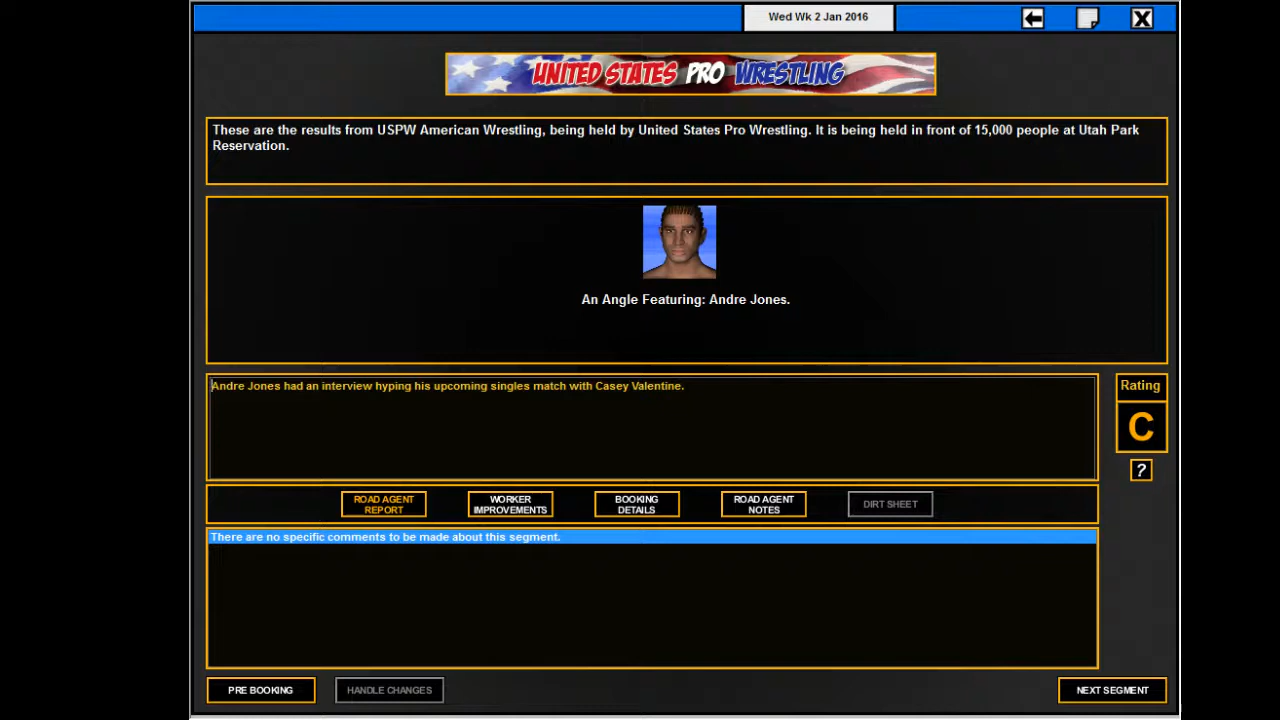 Wed Wk 2 Jan 2016
UNITED STATES PRO WRESTLING
These are the results from USPW American Wrestling, being held by United States Pro Wrestling. It is being held in front of 15,000 people at Utah Park
Reservation.
An Angle Featuring: Andre Jones.
Andre Jones had an interview hyping his upcoming singles match with Casey Valentine.
Rating
C
?
ROAD AGENT
REPORT
WORKER
IMPROVEMENTS
BOOKING
DETAILS
ROAD AGENT
NOTES
DIRT SHEET
There are no specific comments to be made about this segment.
PRE BOOKING
HANDLE CHANGES
NEXT SEGMENT